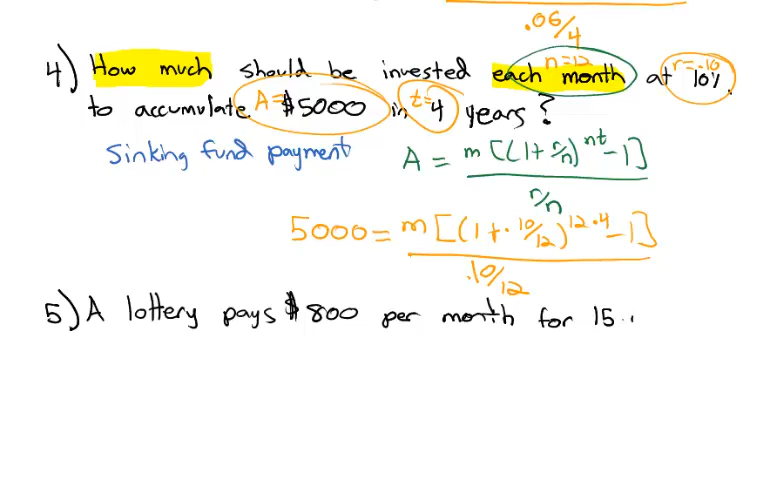 .06/4
4) How much should be invested each month n=12 at r=.10 10%
to accumulate A= $5000 in t= 4 years?
Sinking fund payment A = m[(1+r/n)^nt -1]
r/n
5000 = m[(1+.10/12)^12·4 -1]
.10/12
5) A lottery pays $800 per month for 15